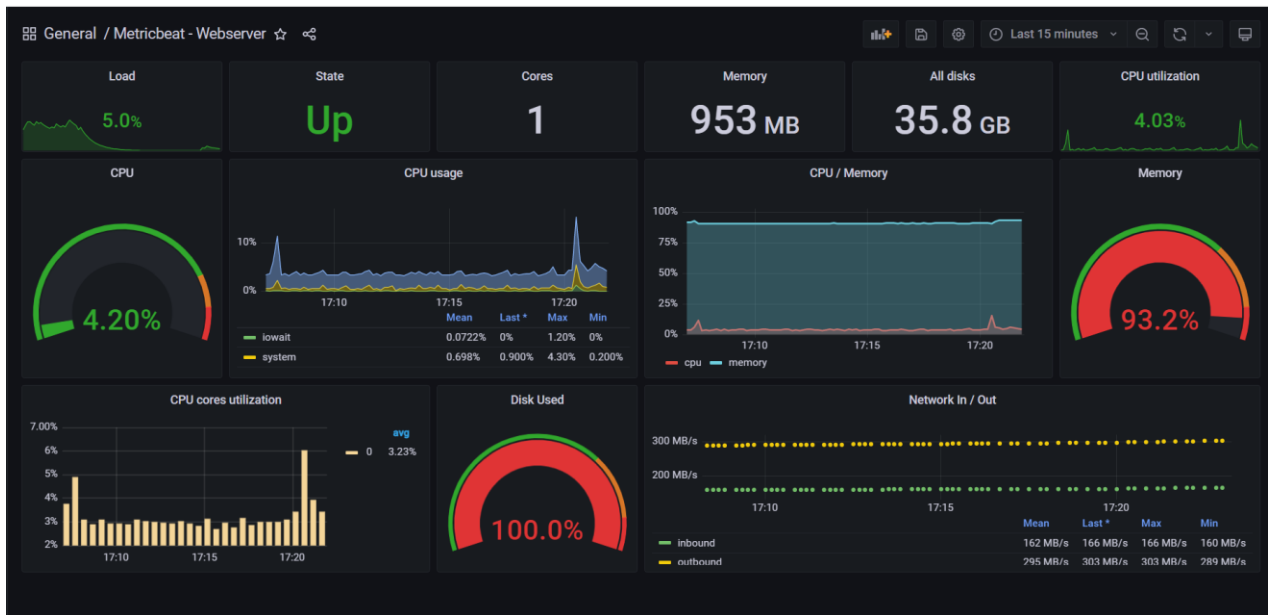 General / Metricbeat - Webserver
Last 15 minutes
Load
5.0%
State
Up
Cores
1
Memory
953 MB
All disks
35.8 GB
CPU utilization
4.03%
CPU
4.20%
CPU usage
10%
0%
17:10 17:15 17:20
Mean Last * Max Min
iowait 0.0722% 0% 1.20% 0%
system 0.698% 0.900% 4.30% 0.200%
CPU / Memory
100%
75%
50%
25%
0%
17:10 17:15 17:20
cpu memory
Memory
93.2%
CPU cores utilization
7.00%
6%
5%
4%
3%
2%
17:10 17:15 17:20
avg
0 3.23%
Disk Used
100.0%
Network In / Out
300 MB/s
200 MB/s
17:10 17:15 17:20
Mean Last * Max Min
inbound 162 MB/s 166 MB/s 166 MB/s 160 MB/s
outbound 295 MB/s 303 MB/s 303 MB/s 289 MB/s